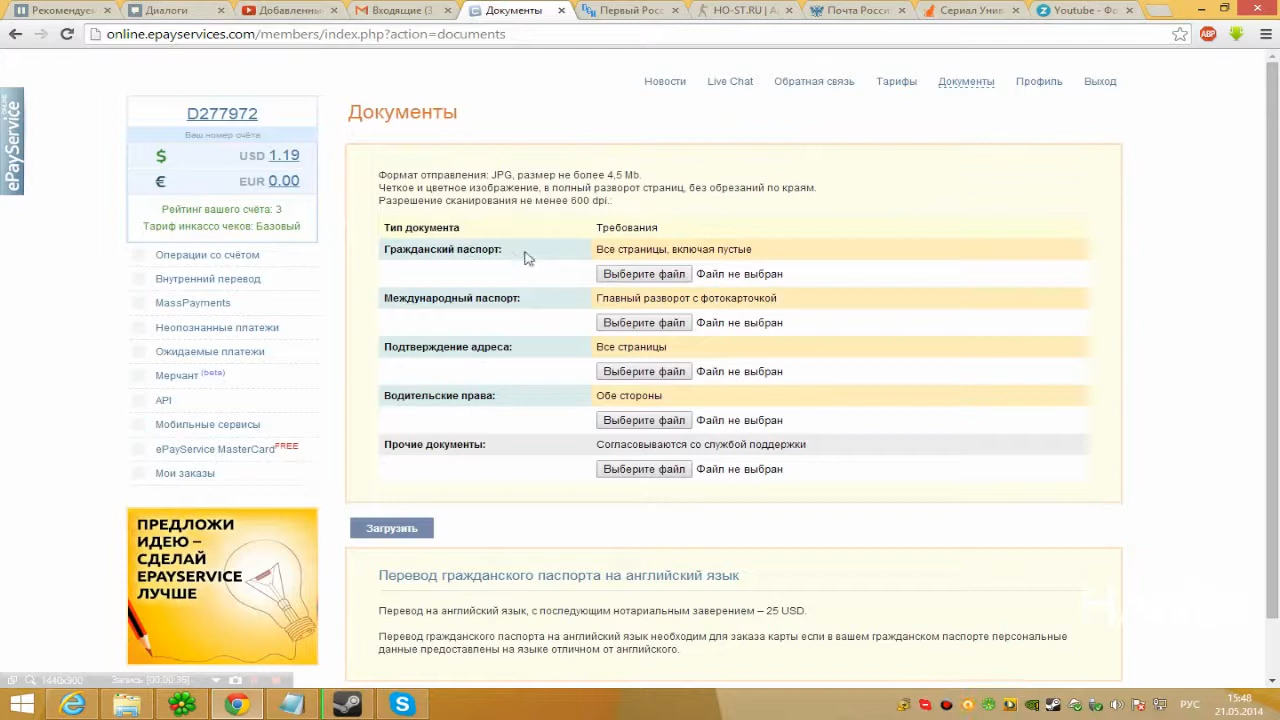 Рекомендуем
Диалоги
Добавленные
Входящие (3
Документы
Первый Росс
HO-ST.RU | А
Почта Росси
Сериал Унив
Youtube - Фо
online.epayservices.com/members/index.php?action=documents
ABP
ePayService
Новости
Live Chat
Обратная связь
Тарифы
Документы
Профиль
Выход
D277972
Ваш номер счёта
$ USD 1.19
€ EUR 0.00
Рейтинг вашего счёта: 3
Тариф инкассо чеков: Базовый
Операции со счётом
Внутренний перевод
MassPayments
Неопознанные платежи
Ожидаемые платежи
Мерчант (beta)
API
Мобильные сервисы
ePayService MasterCard FREE
Мои заказы
ПРЕДЛОЖИ
ИДЕЮ –
СДЕЛАЙ
EPAYSERVICE
ЛУЧШЕ
Документы
Формат отправления: JPG, размер не более 4,5 Mb.
Четкое и цветное изображение, в полный разворот страниц, без обрезаний по краям.
Разрешение сканирования не менее 600 dpi.:
Тип документа Требования
Гражданский паспорт: Все страницы, включая пустые
Выберите файл Файл не выбран
Международный паспорт: Главный разворот с фотокарточкой
Выберите файл Файл не выбран
Подтверждение адреса: Все страницы
Выберите файл Файл не выбран
Водительские права: Обе стороны
Выберите файл Файл не выбран
Прочие документы: Согласовываются со службой поддержки
Выберите файл Файл не выбран
Загрузить
Перевод гражданского паспорта на английский язык
Перевод на английский язык, с последующим нотариальным заверением – 25 USD.
Перевод гражданского паспорта на английский язык необходим для заказа карты если в вашем гражданском паспорте персональные
данные предоставлены на языке отличном от английского.
1440x900 Запись [00:00:35]
РУС
15:48
21.05.2014